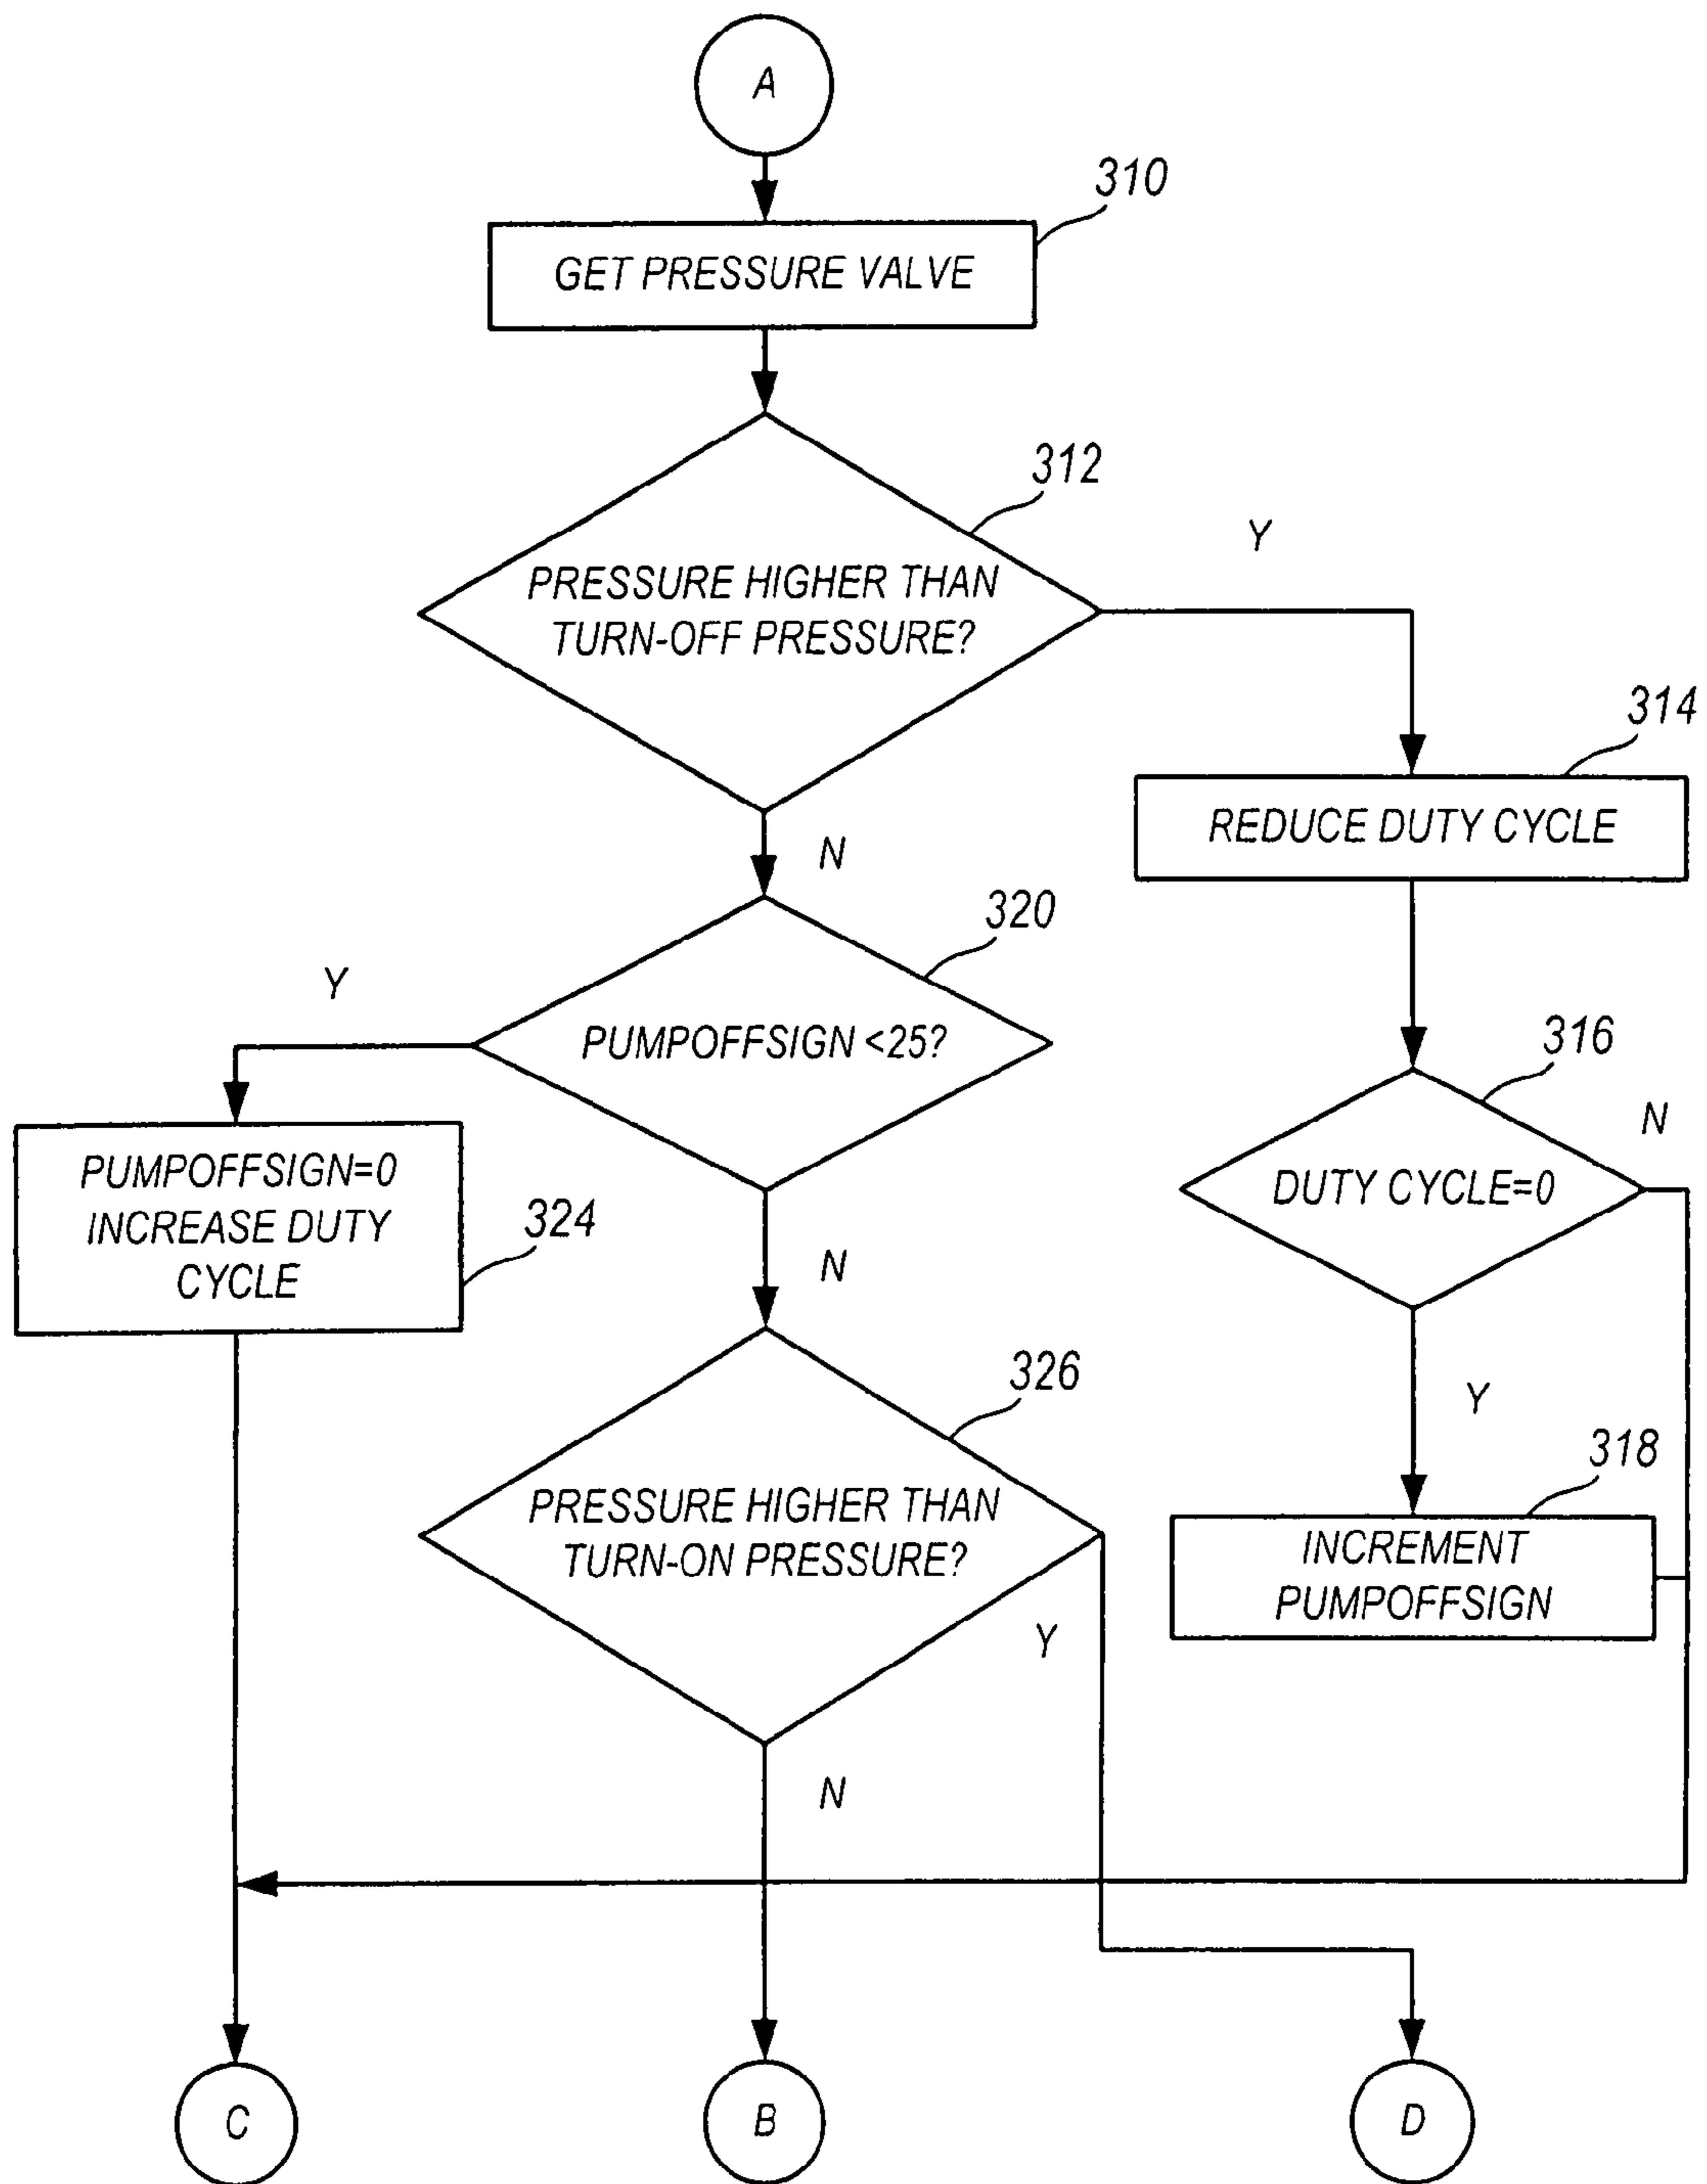 A
310
GET PRESSURE VALVE
312
PRESSURE HIGHER THAN
TURN-OFF PRESSURE?
Y
N
314
REDUCE DUTY CYCLE
320
PUMPOFFSIGN <25?
Y
N
316
DUTY CYCLE=0
N
Y
PUMPOFFSIGN=0
INCREASE DUTY
CYCLE
324
326
PRESSURE HIGHER THAN
TURN-ON PRESSURE?
Y
N
318
INCREMENT
PUMPOFFSIGN
C
B
D